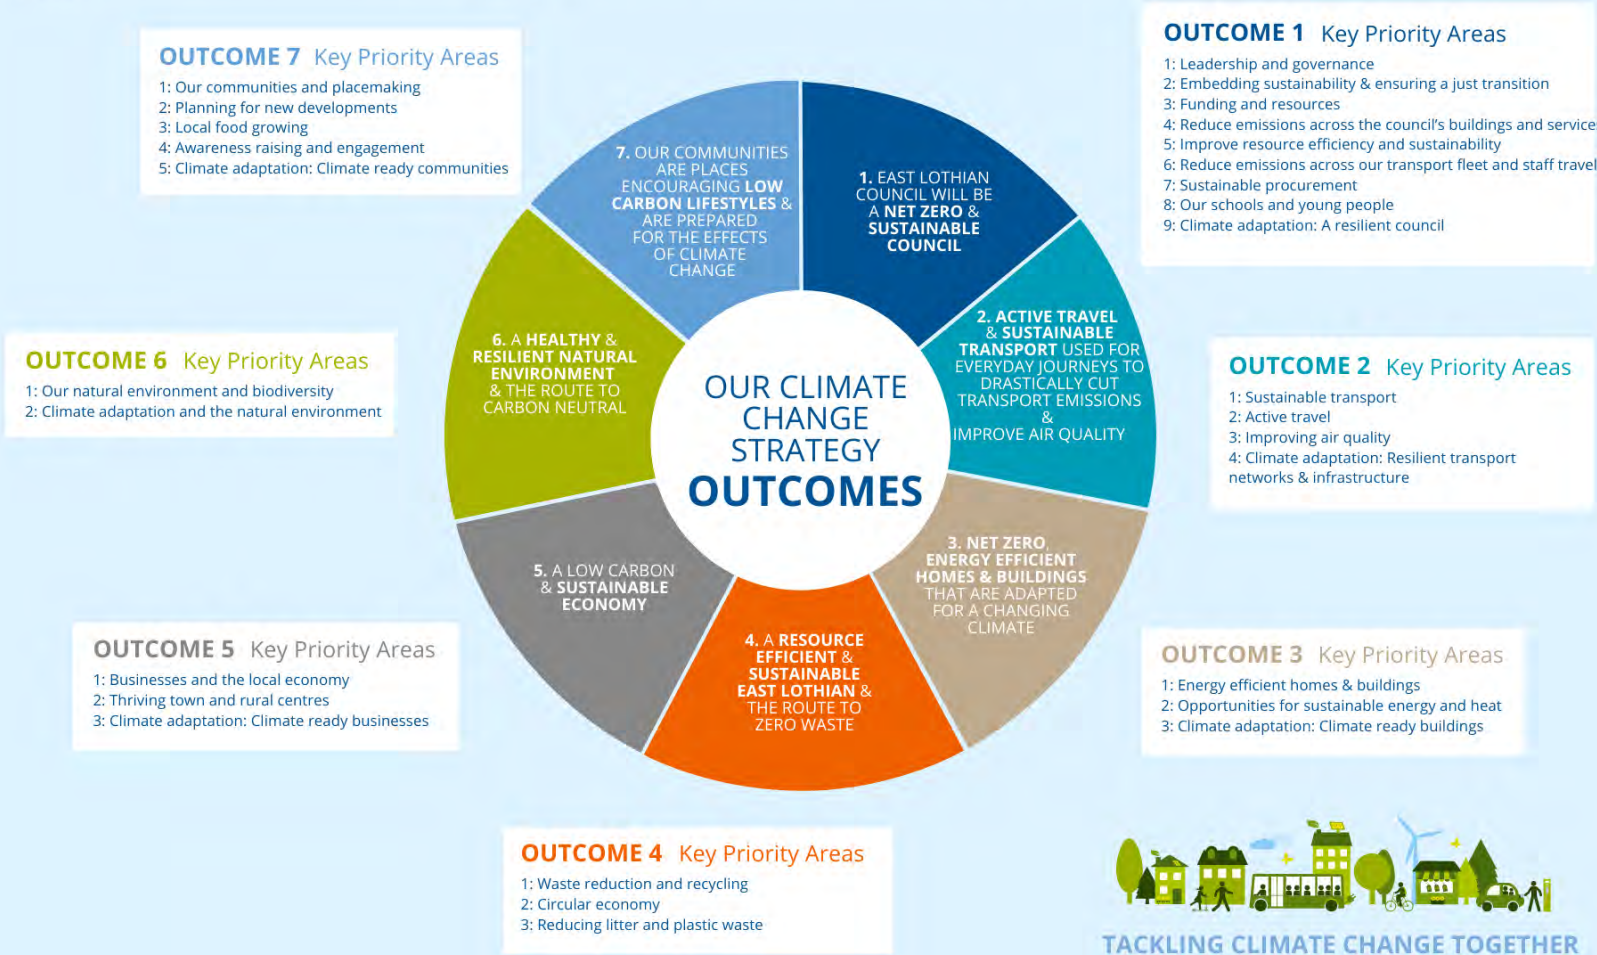 OUTCOME 7 Key Priority Areas
1: Our communities and placemaking
2: Planning for new developments
3: Local food growing
4: Awareness raising and engagement
5: Climate adaptation: Climate ready communities
OUTCOME 1 Key Priority Areas
1: Leadership and governance
2: Embedding sustainability & ensuring a just transition
3: Funding and resources
4: Reduce emissions across the council's buildings and service
5: Improve resource efficiency and sustainability
6: Reduce emissions across our transport fleet and staff travel
7: Sustainable procurement
8: Our schools and young people
9: Climate adaptation: A resilient council
7. OUR COMMUNITIES
ARE PLACES
ENCOURAGING LOW
CARBON LIFESTYLES &
ARE PREPARED
FOR THE EFFECTS
OF CLIMATE
CHANGE
1. EAST LOTHIAN
COUNCIL WILL BE
A NET ZERO &
SUSTAINABLE
COUNCIL
2. ACTIVE TRAVEL
& SUSTAINABLE
TRANSPORT USED FOR
EVERYDAY JOURNEYS TO
DRASTICALLY CUT
TRANSPORT EMISSIONS
&
IMPROVE AIR QUALITY
6. A HEALTHY &
RESILIENT NATURAL
ENVIRONMENT
& THE ROUTE TO
CARBON NEUTRAL
OUR CLIMATE
CHANGE
STRATEGY
OUTCOMES
OUTCOME 6 Key Priority Areas
1: Our natural environment and biodiversity
2: Climate adaptation and the natural environment
OUTCOME 2 Key Priority Areas
1: Sustainable transport
2: Active travel
3: Improving air quality
4: Climate adaptation: Resilient transport
networks & infrastructure
3. NET ZERO,
ENERGY EFFICIENT
HOMES & BUILDINGS
THAT ARE ADAPTED
FOR A CHANGING
CLIMATE
5. A LOW CARBON
& SUSTAINABLE
ECONOMY
4. A RESOURCE
EFFICIENT &
SUSTAINABLE
EAST LOTHIAN &
THE ROUTE TO
ZERO WASTE
OUTCOME 5 Key Priority Areas
1: Businesses and the local economy
2: Thriving town and rural centres
3: Climate adaptation: Climate ready businesses
OUTCOME 3 Key Priority Areas
1: Energy efficient homes & buildings
2: Opportunities for sustainable energy and heat
3: Climate adaptation: Climate ready buildings
OUTCOME 4 Key Priority Areas
1: Waste reduction and recycling
2: Circular economy
3: Reducing litter and plastic waste
TACKLING CLIMATE CHANGE TOGETHER